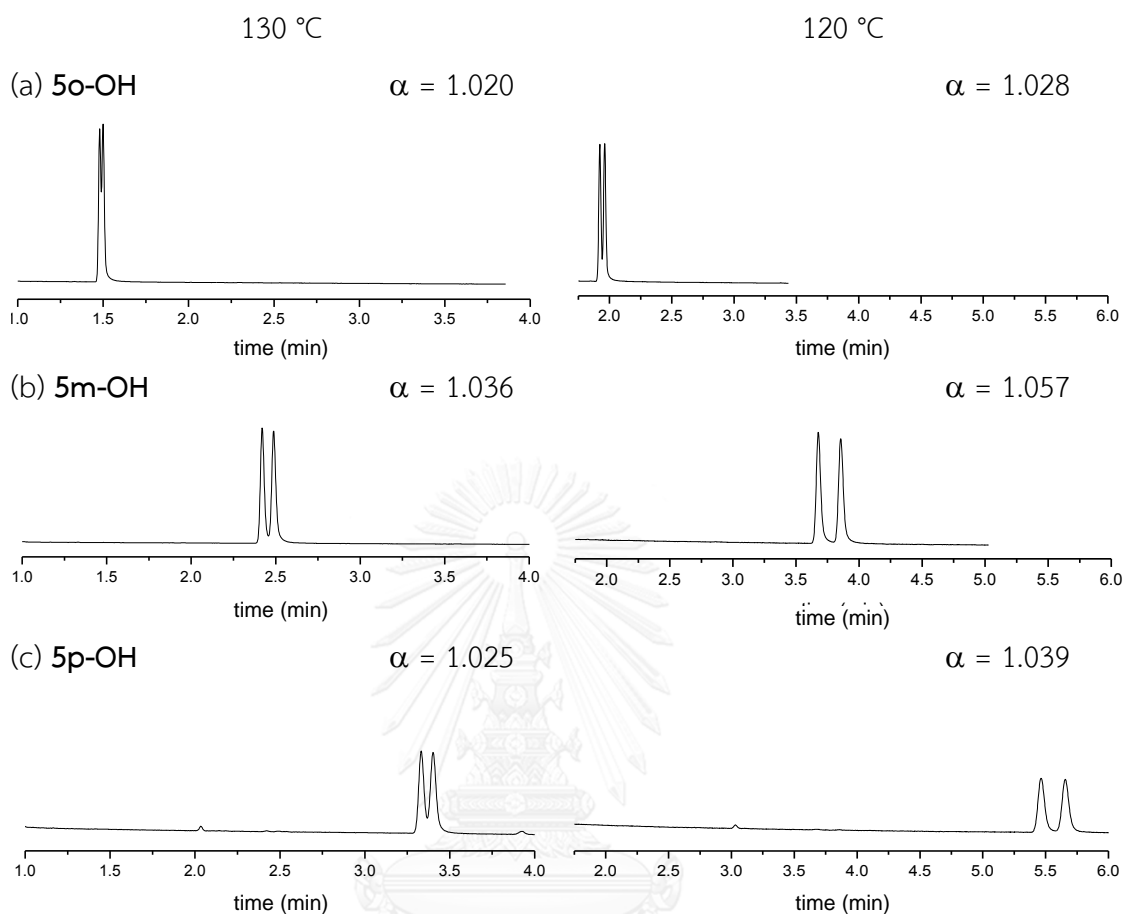 130 °C 120 °C
(a) 5o-OH α = 1.020 α = 1.028
1.0 1.5 2.0 2.5 3.0 3.5 4.0 2.0 2.5 3.0 3.5 4.0 4.5 5.0 5.5 6.0
time (min) time (min)
(b) 5m-OH α = 1.036 α = 1.057
1.0 1.5 2.0 2.5 3.0 3.5 4.0 2.0 2.5 3.0 3.5 4.0 4.5 5.0 5.5 6.0
time (min) time (min)
(c) 5p-OH α = 1.025 α = 1.039
1.0 1.5 2.0 2.5 3.0 3.5 4.0 2.0 2.5 3.0 3.5 4.0 4.5 5.0 5.5 6.0
time (min) time (min)